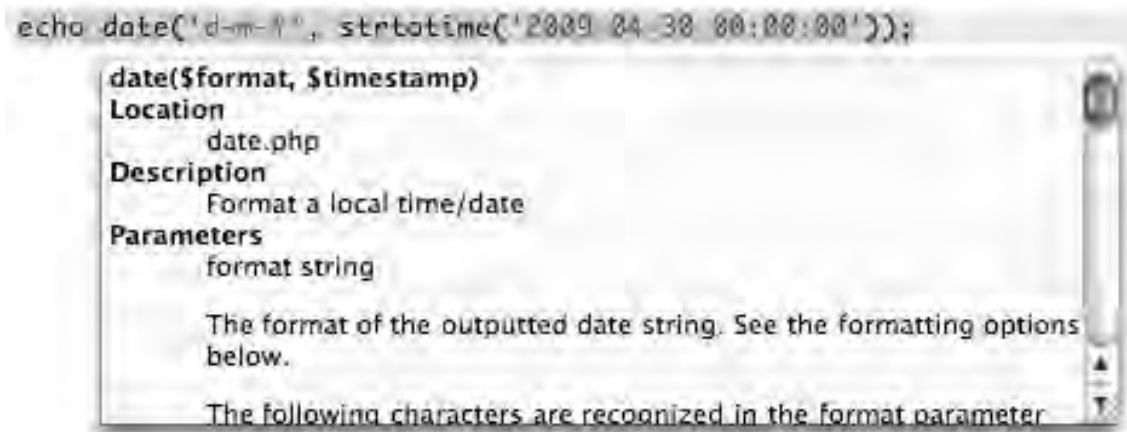 echo date('d-m-Y', strtotime('2009-04-30 00:00:00'));
date($format, $timestamp)
Location
date.php
Description
Format a local time/date
Parameters
format string
The format of the outputted date string. See the formatting options
below.
The following characters are recognized in the format parameter